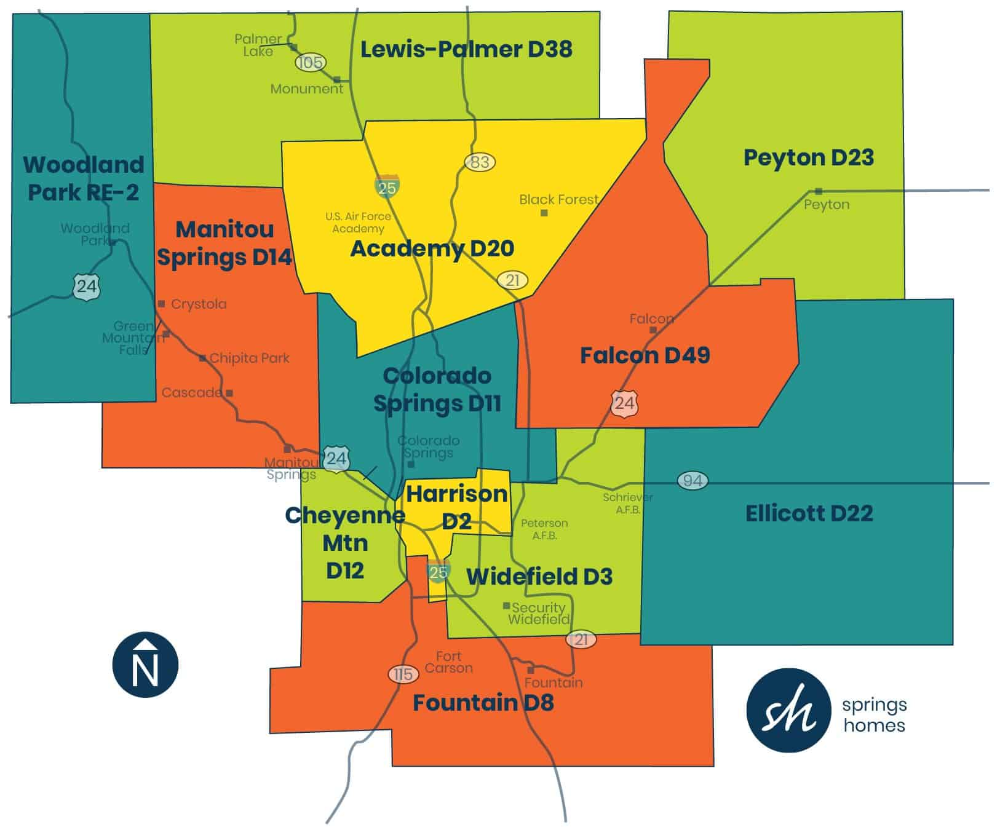 Palmer
Lake
105
Monument
Lewis-Palmer D38
Woodland
Park RE-2
Woodland
Park
24
Manitou
Springs D14
Crystola
Green
Mountain
Falls
Chipita Park
Cascade
Manitou
Springs
24
83
25
U.S. Air Force
Academy
Black Forest
Academy D20
21
Peyton D23
Peyton
Falcon
Falcon D49
24
Colorado
Springs D11
Colorado
Springs
Harrison
D2
Cheyenne
Mtn
D12
Schriever
A.F.B.
94
Peterson
A.F.B.
Ellicott D22
25
Widefield D3
Security
Widefield
21
Fort
Carson
115
Fountain
Fountain D8
N
sh
springs
homes